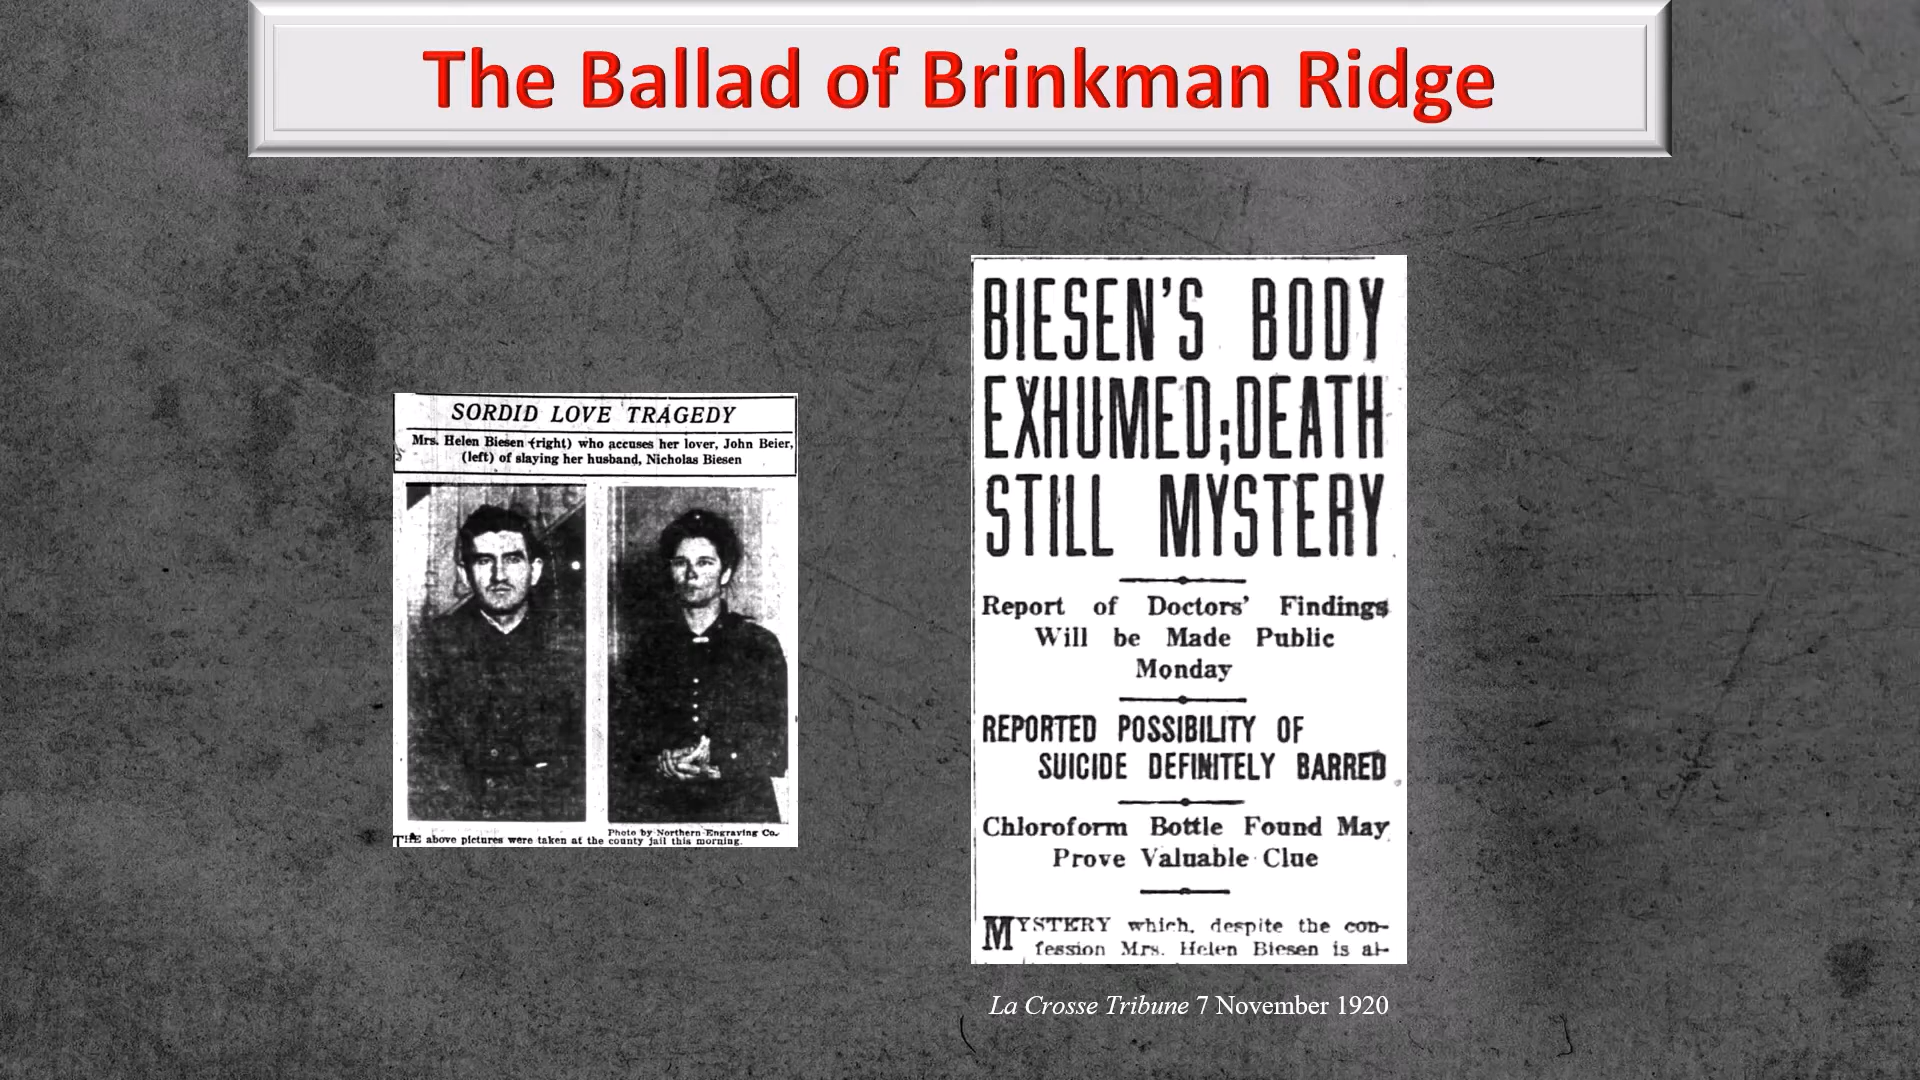 The Ballad of Brinkman Ridge
SORDID LOVE TRAGEDY
Mrs. Helen Biesen (right) who accuses her lover, John Beier,
(left) of slaying her husband, Nicholas Biesen
Photo by Northern Engraving Co.
THE above pictures were taken at the county jail this morning.
BIESEN'S BODY
EXHUMED; DEATH
STILL MYSTERY
Report of Doctors' Findings
Will be Made Public
Monday
REPORTED POSSIBILITY OF
SUICIDE DEFINITELY BARRED
Chloroform Bottle Found May
Prove Valuable Clue
MYSTERY which, despite the con-
fession Mrs. Helen Biesen is al-
La Crosse Tribune 7 November 1920